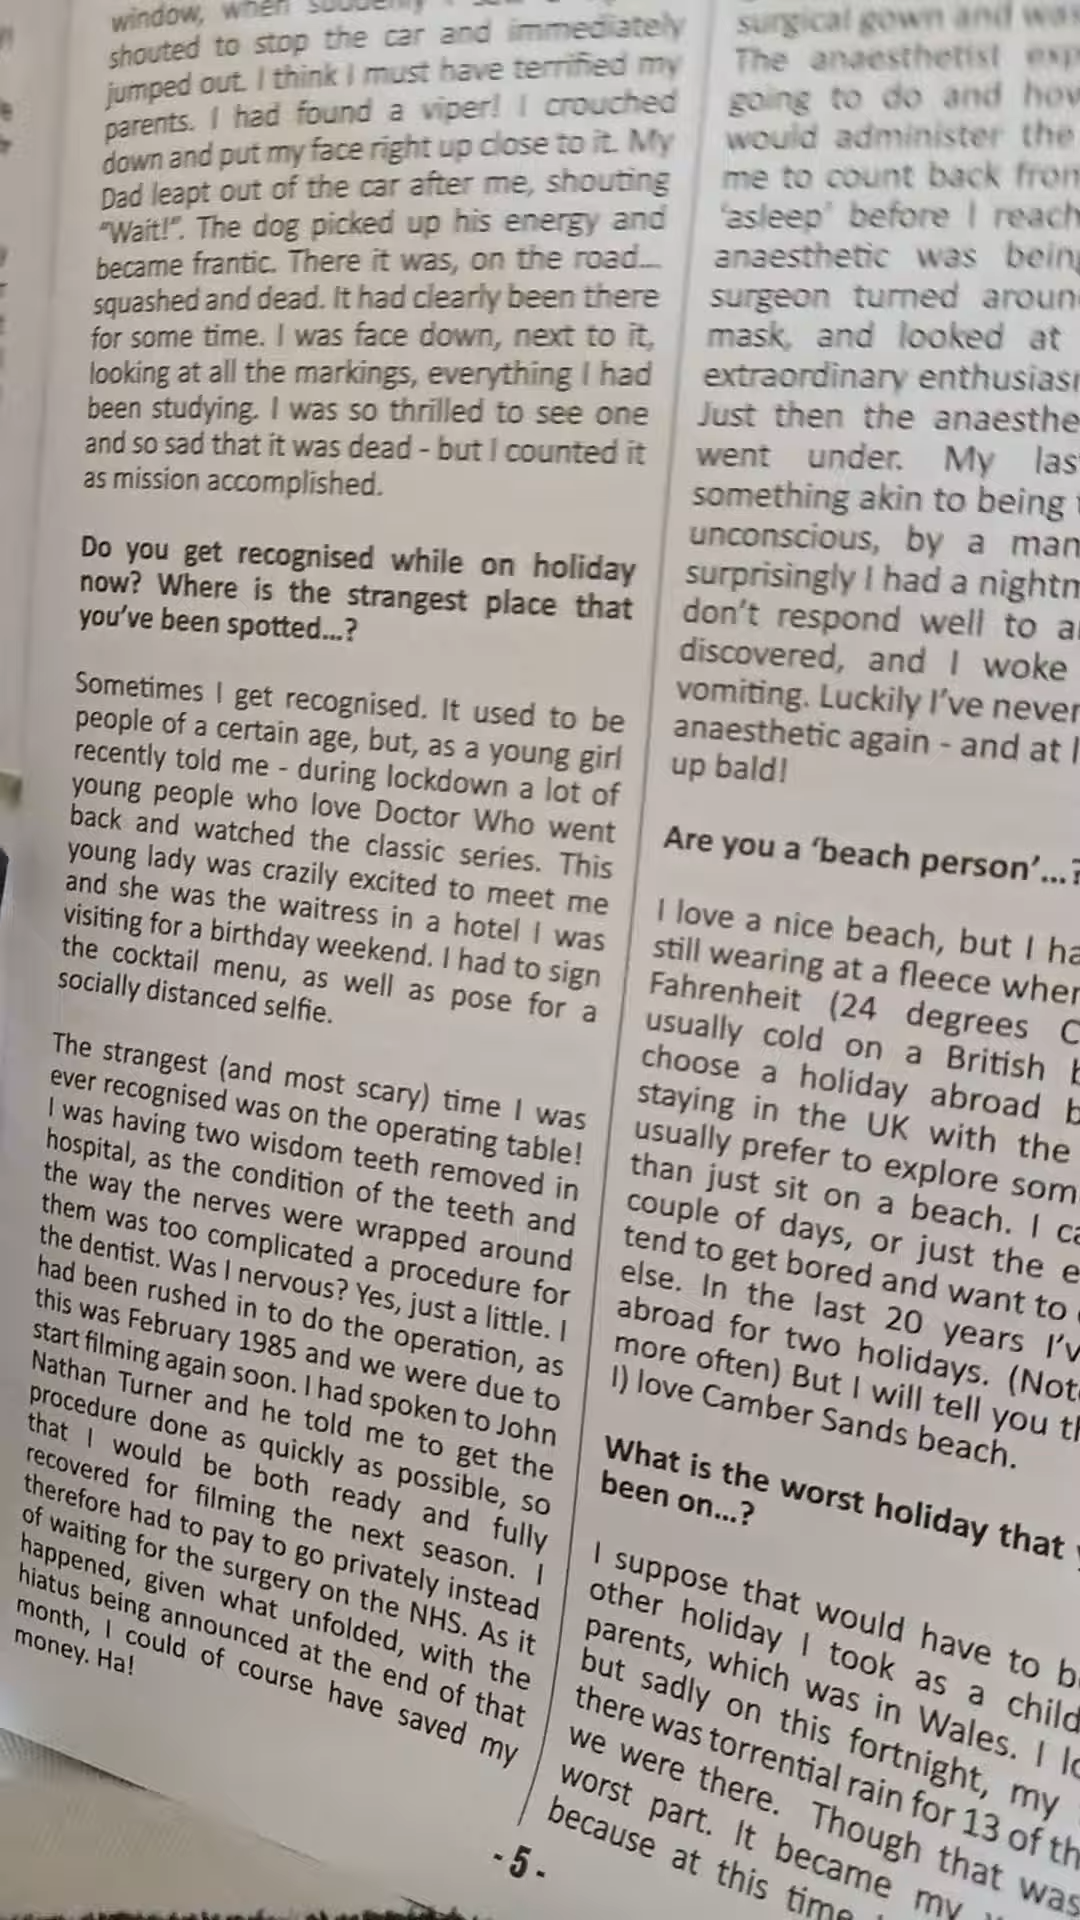 window, when suddenly I saw a
shouted to stop the car and immediately
jumped out. I think I must have terrified my
parents. I had found a viper! I crouched
down and put my face right up close to it. My
Dad leapt out of the car after me, shouting
“Wait!”. The dog picked up his energy and
became frantic. There it was, on the road...
squashed and dead. It had clearly been there
for some time. I was face down, next to it,
looking at all the markings, everything I had
been studying. I was so thrilled to see one
and so sad that it was dead - but I counted it
as mission accomplished.
Do you get recognised while on holiday
now? Where is the strangest place that
you’ve been spotted...?
Sometimes I get recognised. It used to be
people of a certain age, but, as a young girl
recently told me - during lockdown a lot of
young people who love Doctor Who went
back and watched the classic series. This
young lady was crazily excited to meet me
and she was the waitress in a hotel I was
visiting for a birthday weekend. I had to sign
the cocktail menu, as well as pose for a
socially distanced selfie.
The strangest (and most scary) time I was
ever recognised was on the operating table!
I was having two wisdom teeth removed in
hospital, as the condition of the teeth and
the way the nerves were wrapped around
them was too complicated a procedure for
the dentist. Was I nervous? Yes, just a little. I
had been rushed in to do the operation, as
this was February 1985 and we were due to
start filming again soon. I had spoken to John
Nathan Turner and he told me to get the
procedure done as quickly as possible, so
that I would be both ready and fully
recovered for filming the next season. I
therefore had to pay to go privately instead
of waiting for the surgery on the NHS. As it
happened, given what unfolded, with the
hiatus being announced at the end of that
month, I could of course have saved my
money. Ha!
surgical gown and was
The anaesthetist exp
going to do and how
would administer the
me to count back from
‘asleep’ before I reach
anaesthetic was being
surgeon turned aroun
mask, and looked at
extraordinary enthusiasm
Just then the anaesthe
went under. My las
something akin to being
unconscious, by a man
surprisingly I had a nightm
don’t respond well to a
discovered, and I woke
vomiting. Luckily I’ve never
anaesthetic again - and at l
up bald!
Are you a ‘beach person’...?
I love a nice beach, but I ha
still wearing at a fleece when
Fahrenheit (24 degrees C
usually cold on a British b
choose a holiday abroad b
staying in the UK with the
usually prefer to explore som
than just sit on a beach. I ca
couple of days, or just the e
tend to get bored and want to
else. In the last 20 years I’v
abroad for two holidays. (Not
more often) But I will tell you th
I) love Camber Sands beach.
What is the worst holiday that
been on...?
I suppose that would have to b
other holiday I took as a child
parents, which was in Wales. I lo
but sadly on this fortnight, my
there was torrential rain for 13 of th
we were there. Though that was
worst part. It became my
because at this time
- 5 -